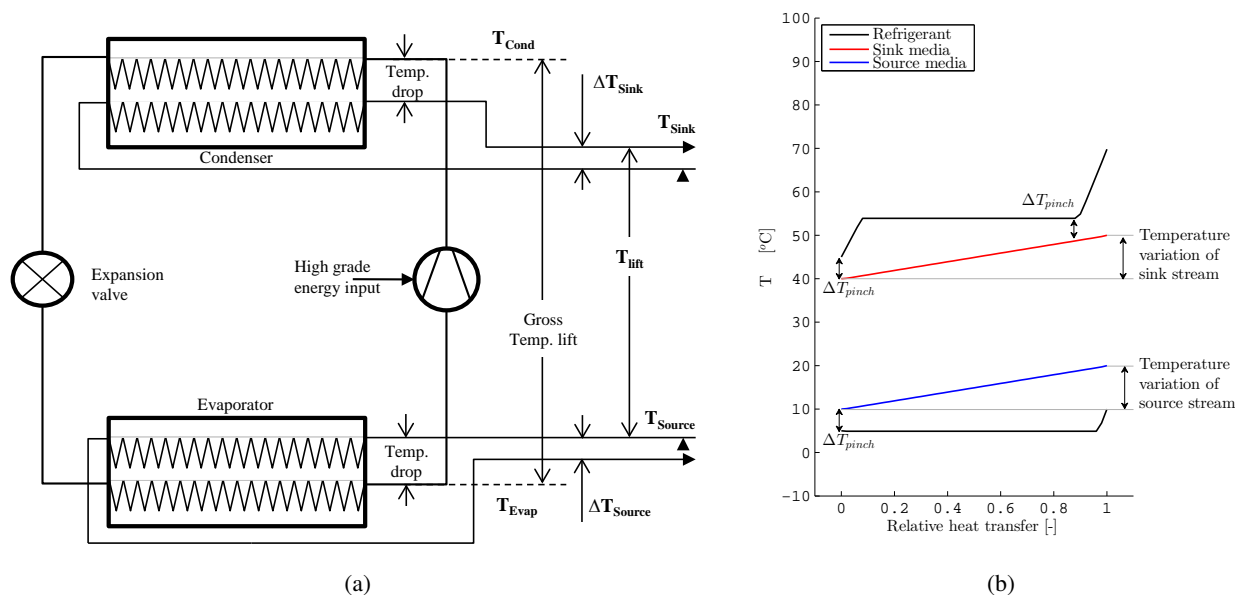 T_Cond
Temp.
drop
ΔT_Sink
T_Sink
Condenser
Expansion
valve
High grade
energy input
T_lift
Gross
Temp. lift
Evaporator
T_Source
Temp.
drop
T_Evap
ΔT_Source
(a)
100
90
80
70
60
50
40
30
20
10
0
−10
T [°C]
Refrigerant
Sink media
Source media
ΔT_pinch
ΔT_pinch
Temperature
variation of
sink stream
Temperature
variation of
source stream
ΔT_pinch
0 0.2 0.4 0.6 0.8 1
Relative heat transfer [-]
(b)